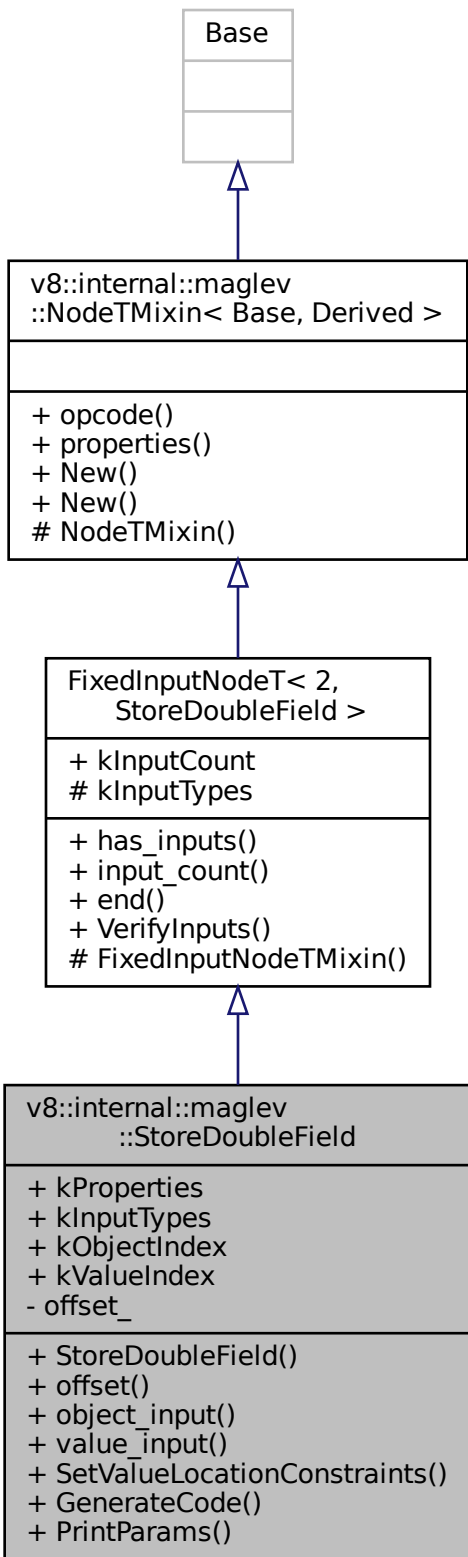 Base
v8::internal::maglev
::NodeTMixin< Base, Derived >
+ opcode()
+ properties()
+ New()
+ New()
# NodeTMixin()
FixedInputNodeT< 2,
StoreDoubleField >
+ kInputCount
# kInputTypes
+ has_inputs()
+ input_count()
+ end()
+ VerifyInputs()
# FixedInputNodeTMixin()
v8::internal::maglev
::StoreDoubleField
+ kProperties
+ kInputTypes
+ kObjectIndex
+ kValueIndex
- offset_
+ StoreDoubleField()
+ offset()
+ object_input()
+ value_input()
+ SetValueLocationConstraints()
+ GenerateCode()
+ PrintParams()